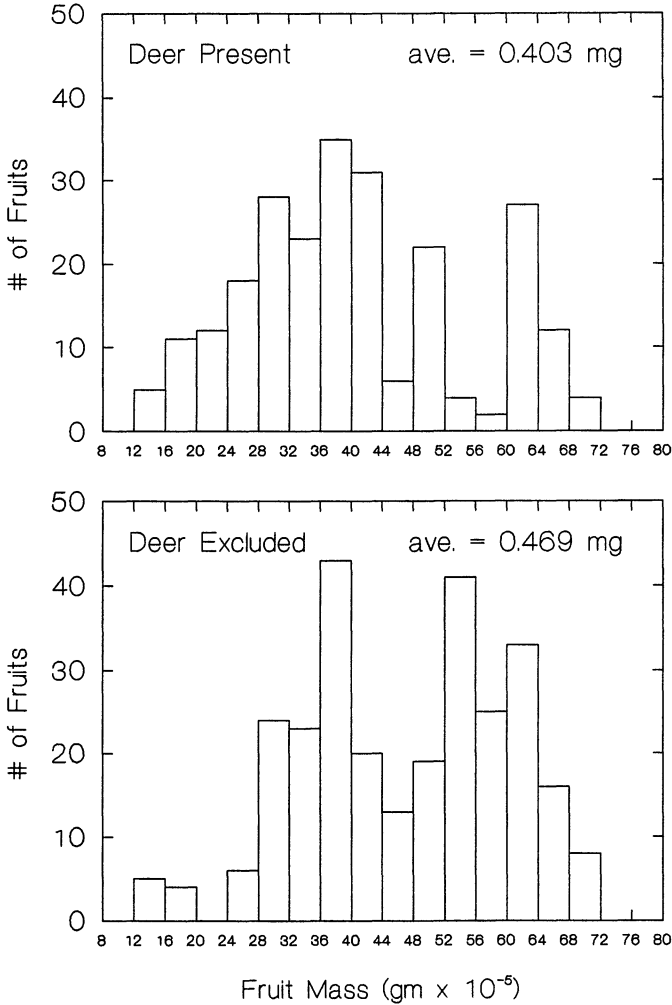 50
Deer Present ave. = 0.403 mg
40
30
20
10
0
# of Fruits
8 12 16 20 24 28 32 36 40 44 48 52 56 60 64 68 72 76 80
50
Deer Excluded ave. = 0.469 mg
40
30
20
10
0
# of Fruits
8 12 16 20 24 28 32 36 40 44 48 52 56 60 64 68 72 76 80
Fruit Mass (gm x 10⁻⁵)